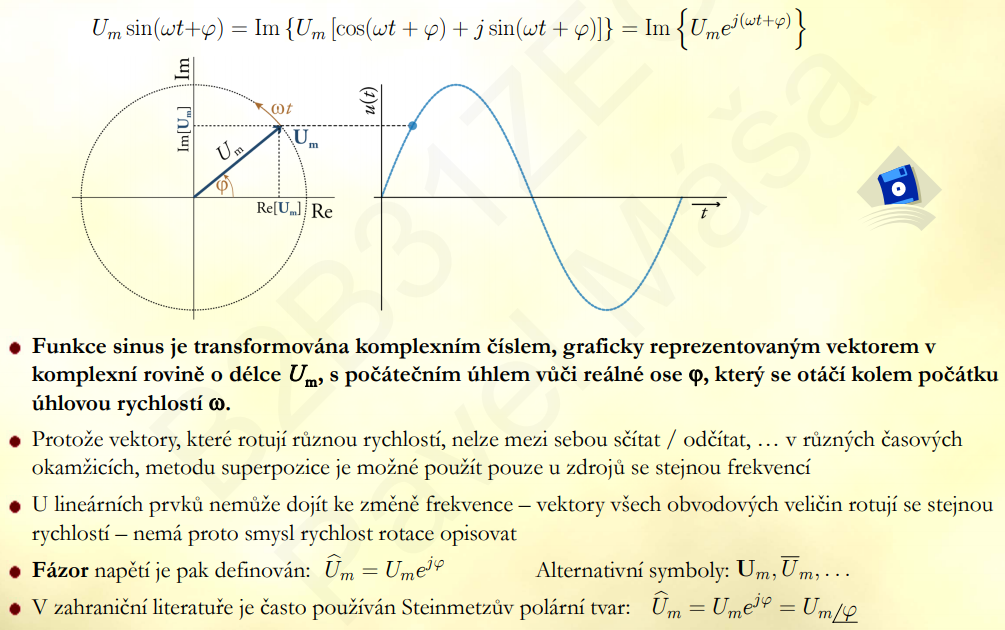 U_m sin(ωt+φ) = Im {U_m [cos(ωt + φ) + j sin(ωt + φ)]} = Im {U_m e^{j(ωt+φ)}}
Im
Im[U_m]
U_m
ωt
U_m
φ
Re[U_m]
Re
u(t)
t
● Funkce sinus je transformována komplexním číslem, graficky reprezentovaným vektorem v
komplexní rovině o délce U_m, s počátečním úhlem vůči reálné ose φ, který se otáčí kolem počátku
úhlovou rychlostí ω.
● Protože vektory, které rotují různou rychlostí, nelze mezi sebou sčítat / odčítat, … v různých časových
okamžicích, metodu superpozice je možné použít pouze u zdrojů se stejnou frekvencí
● U lineárních prvků nemůže dojít ke změně frekvence – vektory všech obvodových veličin rotují se stejnou
rychlostí – nemá proto smysl rychlost rotace opisovat
● Fázor napětí je pak definován: Û_m = U_m e^{jφ} Alternativní symboly: U_m, U̅_m, . . .
● V zahraniční literatuře je často používán Steinmetzův polární tvar: Û_m = U_m e^{jφ} = U_m∠φ
Pavel Máša